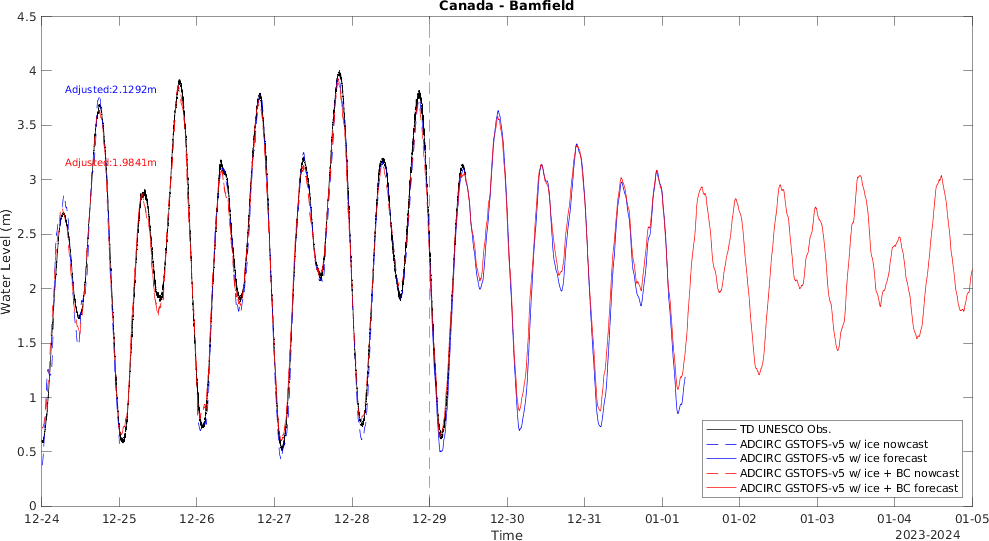 Canada - Bamfield
Water Level (m)
4.5
4
3.5
3
2.5
2
1.5
1
0.5
0
Adjusted:2.1292m
Adjusted:1.9841m
TD UNESCO Obs.
ADCIRC GSTOFS-v5 w/ ice nowcast
ADCIRC GSTOFS-v5 w/ ice forecast
ADCIRC GSTOFS-v5 w/ ice + BC nowcast
ADCIRC GSTOFS-v5 w/ ice + BC forecast
12-24 12-25 12-26 12-27 12-28 12-29 12-30 12-31 01-01 01-02 01-03 01-04 01-05
Time
2023-2024